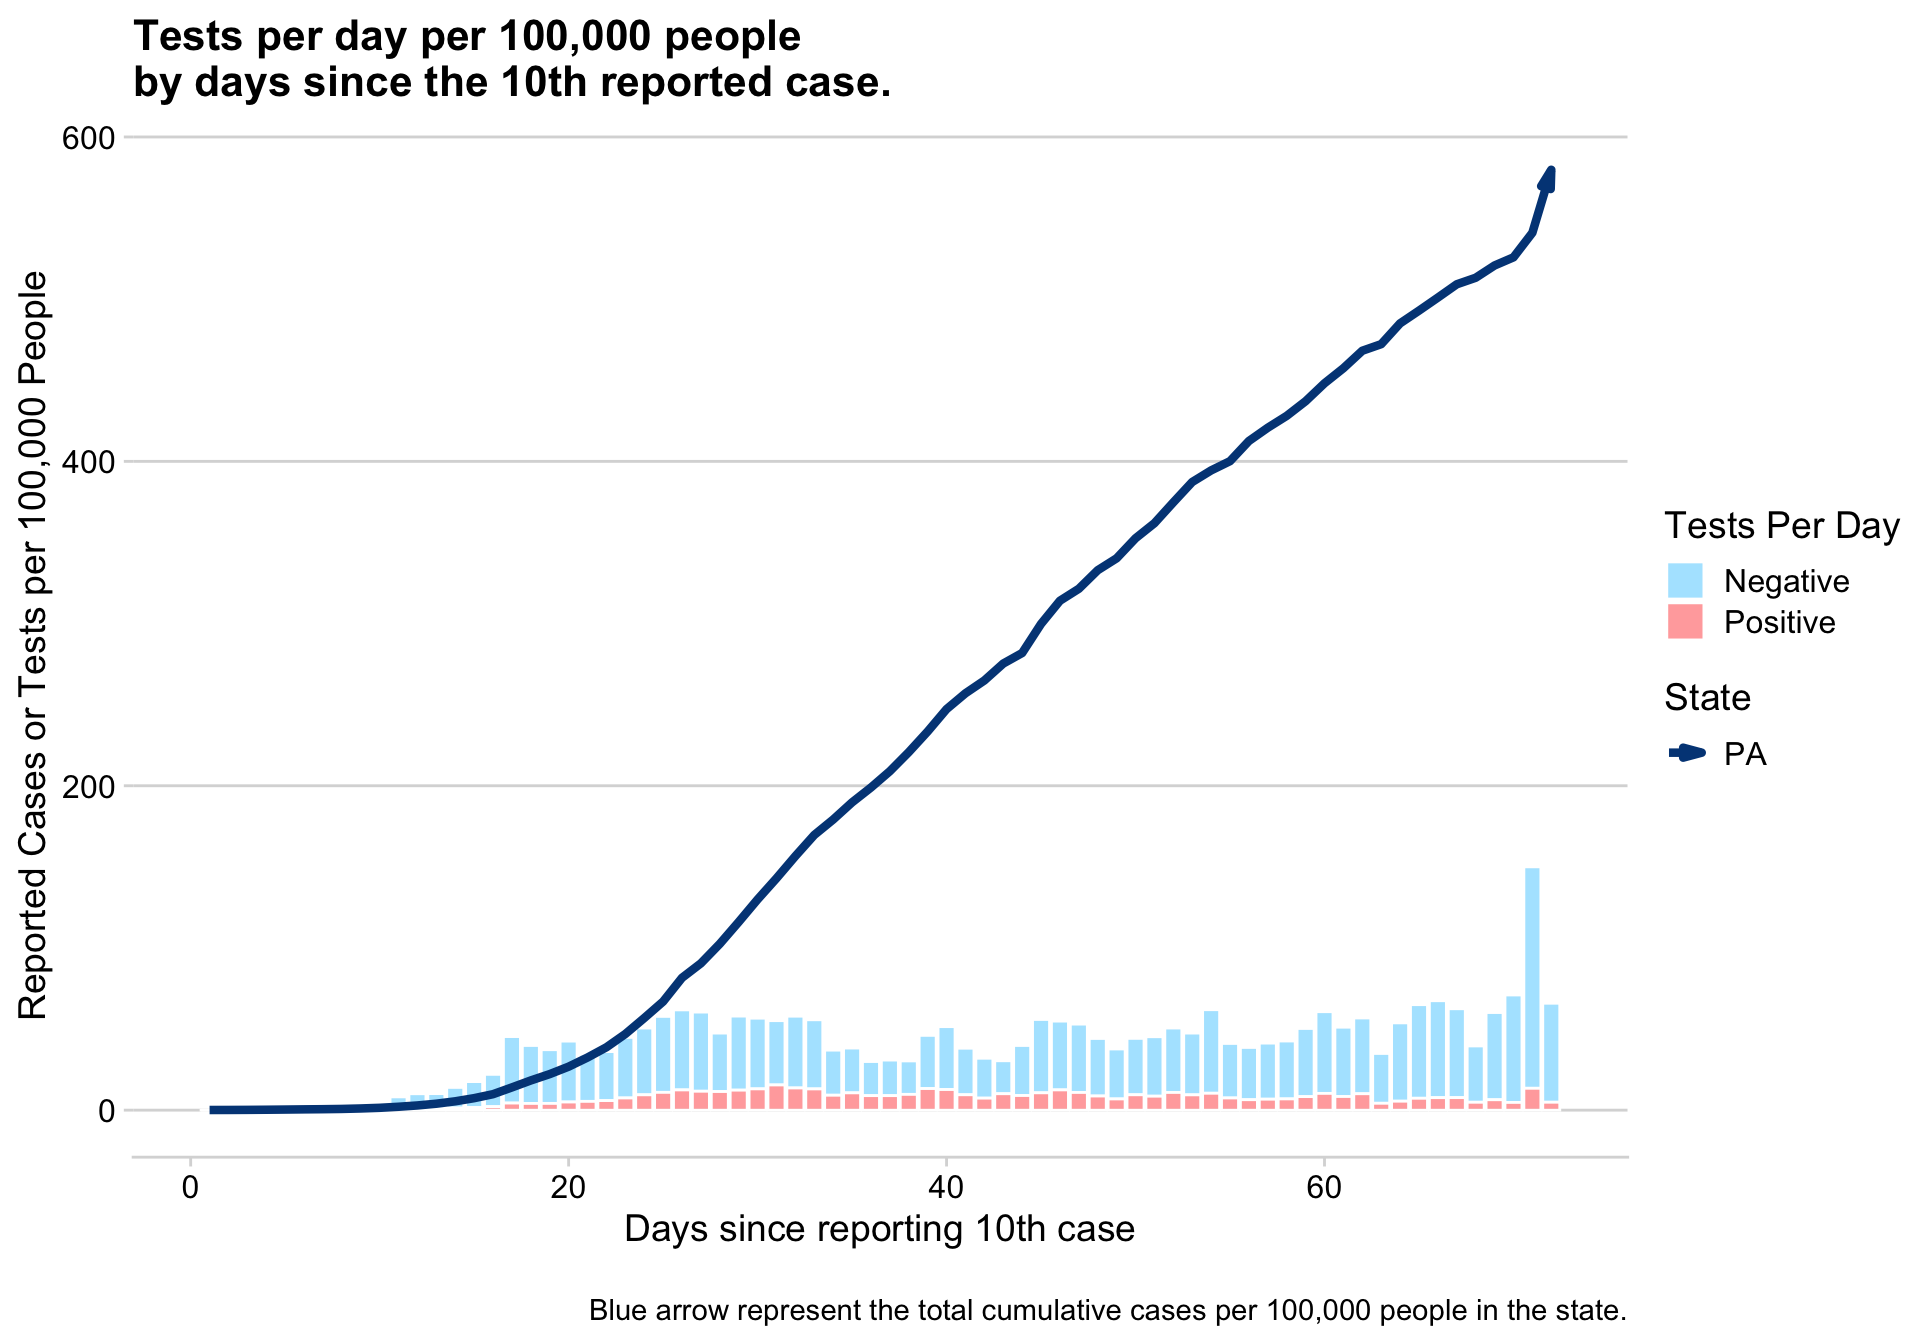 Tests per day per 100,000 people
by days since the 10th reported case.
600
400
200
0
Reported Cases or Tests per 100,000 People
0
20
40
60
Days since reporting 10th case
Tests Per Day
Negative
Positive
State
PA
Blue arrow represent the total cumulative cases per 100,000 people in the state.